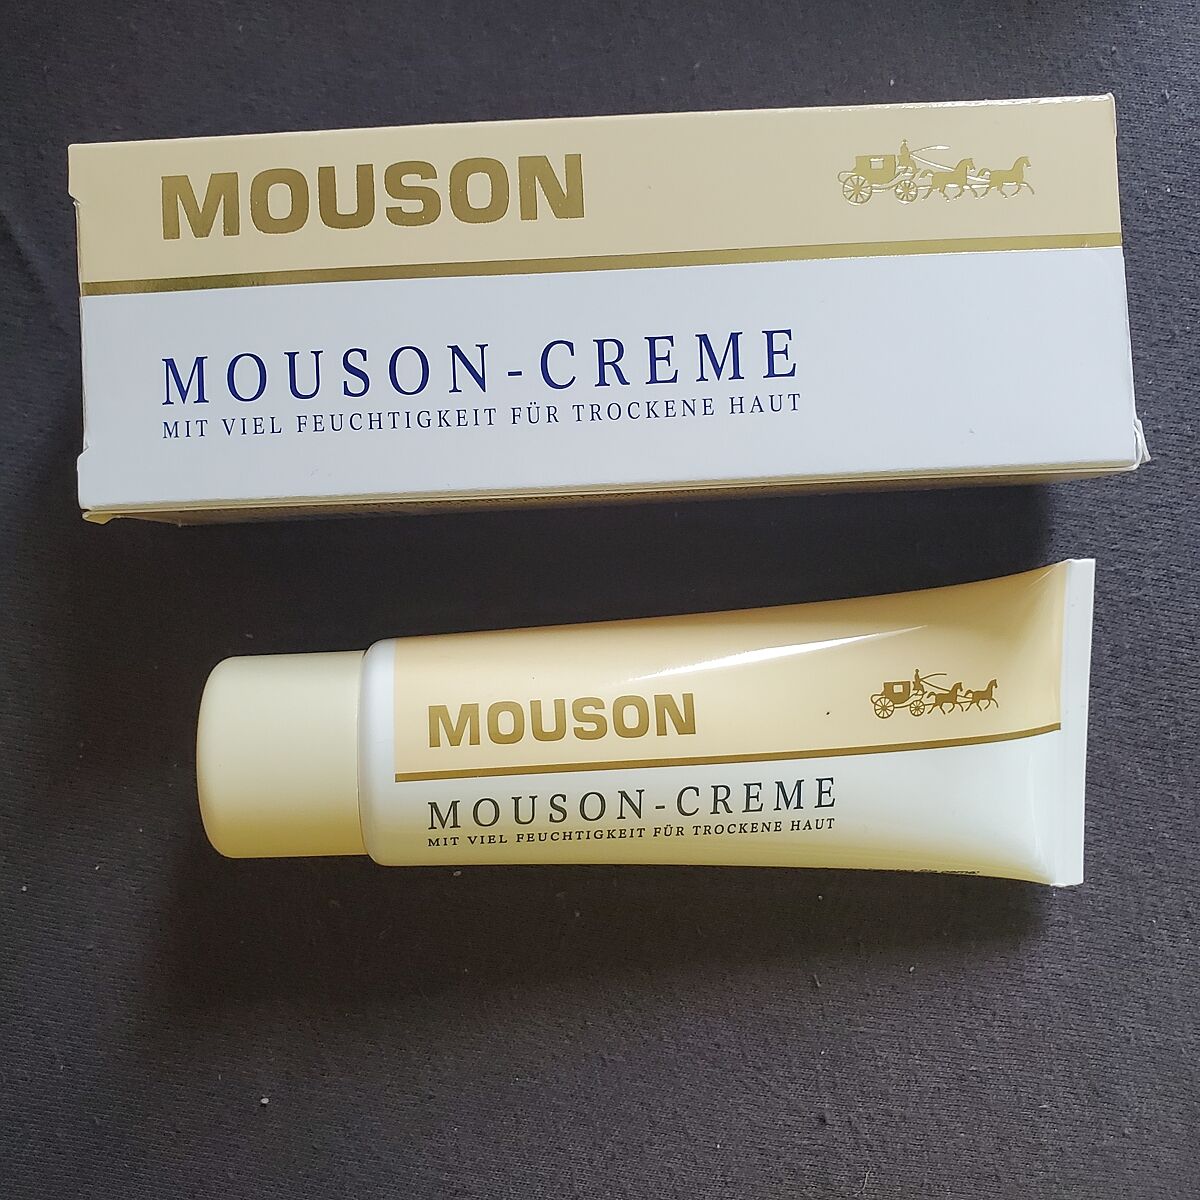 MOUSON
MOUSON-CREME
MIT VIEL FEUCHTIGKEIT FÜR TROCKENE HAUT
MOUSON
MOUSON-CREME
MIT VIEL FEUCHTIGKEIT FÜR TROCKENE HAUT